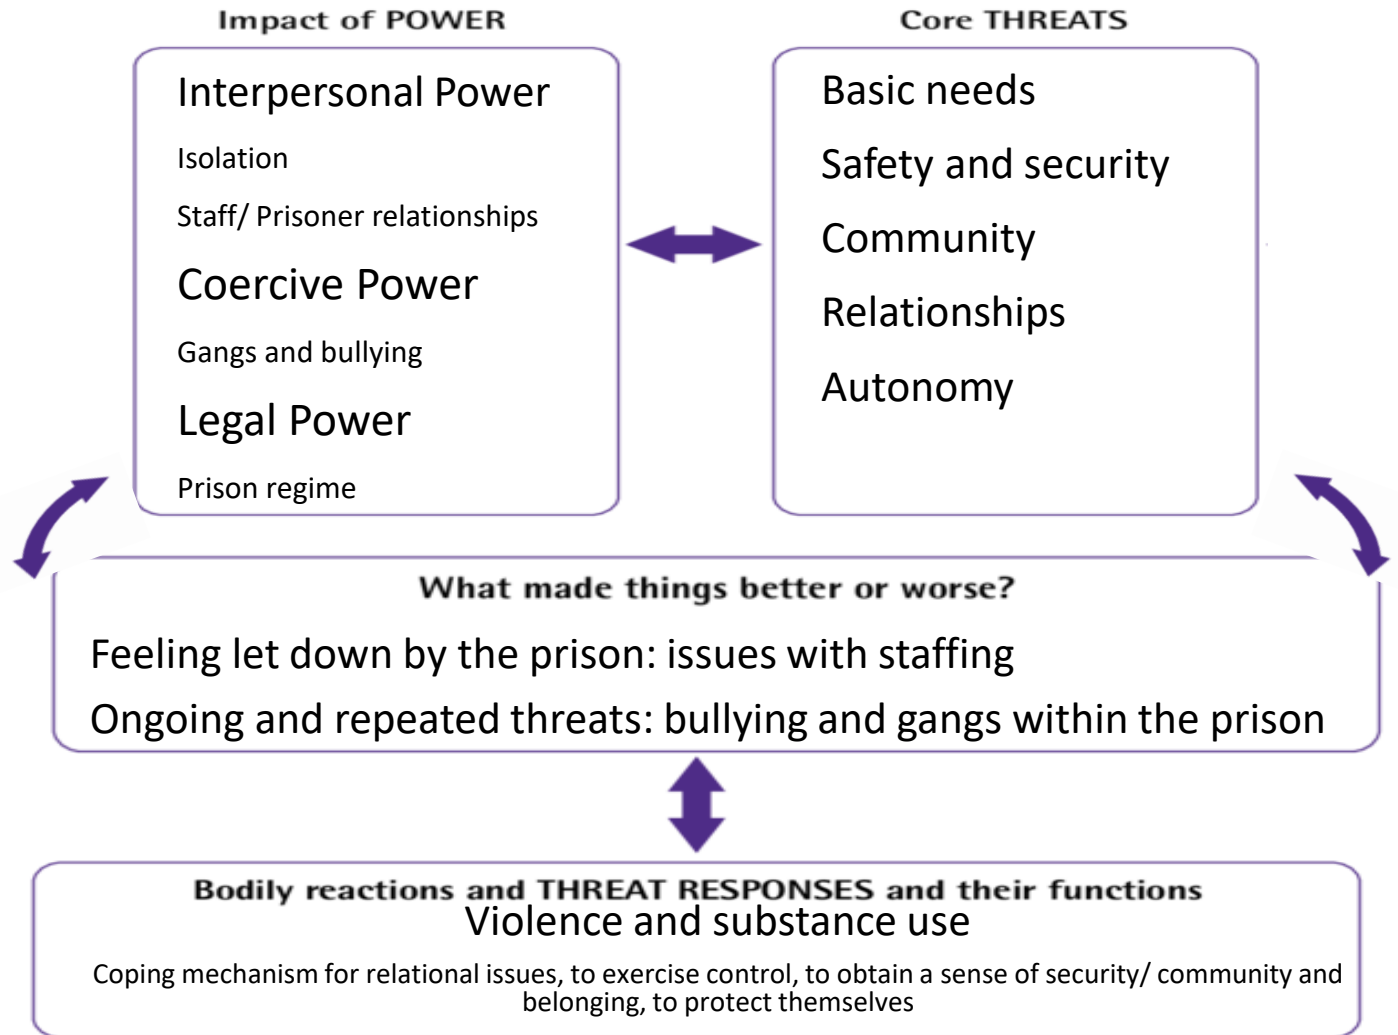 Impact of POWER
Interpersonal Power
Isolation
Staff/ Prisoner relationships
Coercive Power
Gangs and bullying
Legal Power
Prison regime
Core THREATS
Basic needs
Safety and security
Community
Relationships
Autonomy
What made things better or worse?
Feeling let down by the prison: issues with staffing
Ongoing and repeated threats: bullying and gangs within the prison
Bodily reactions and THREAT RESPONSES and their functions
Violence and substance use
Coping mechanism for relational issues, to exercise control, to obtain a sense of security/ community and
belonging, to protect themselves